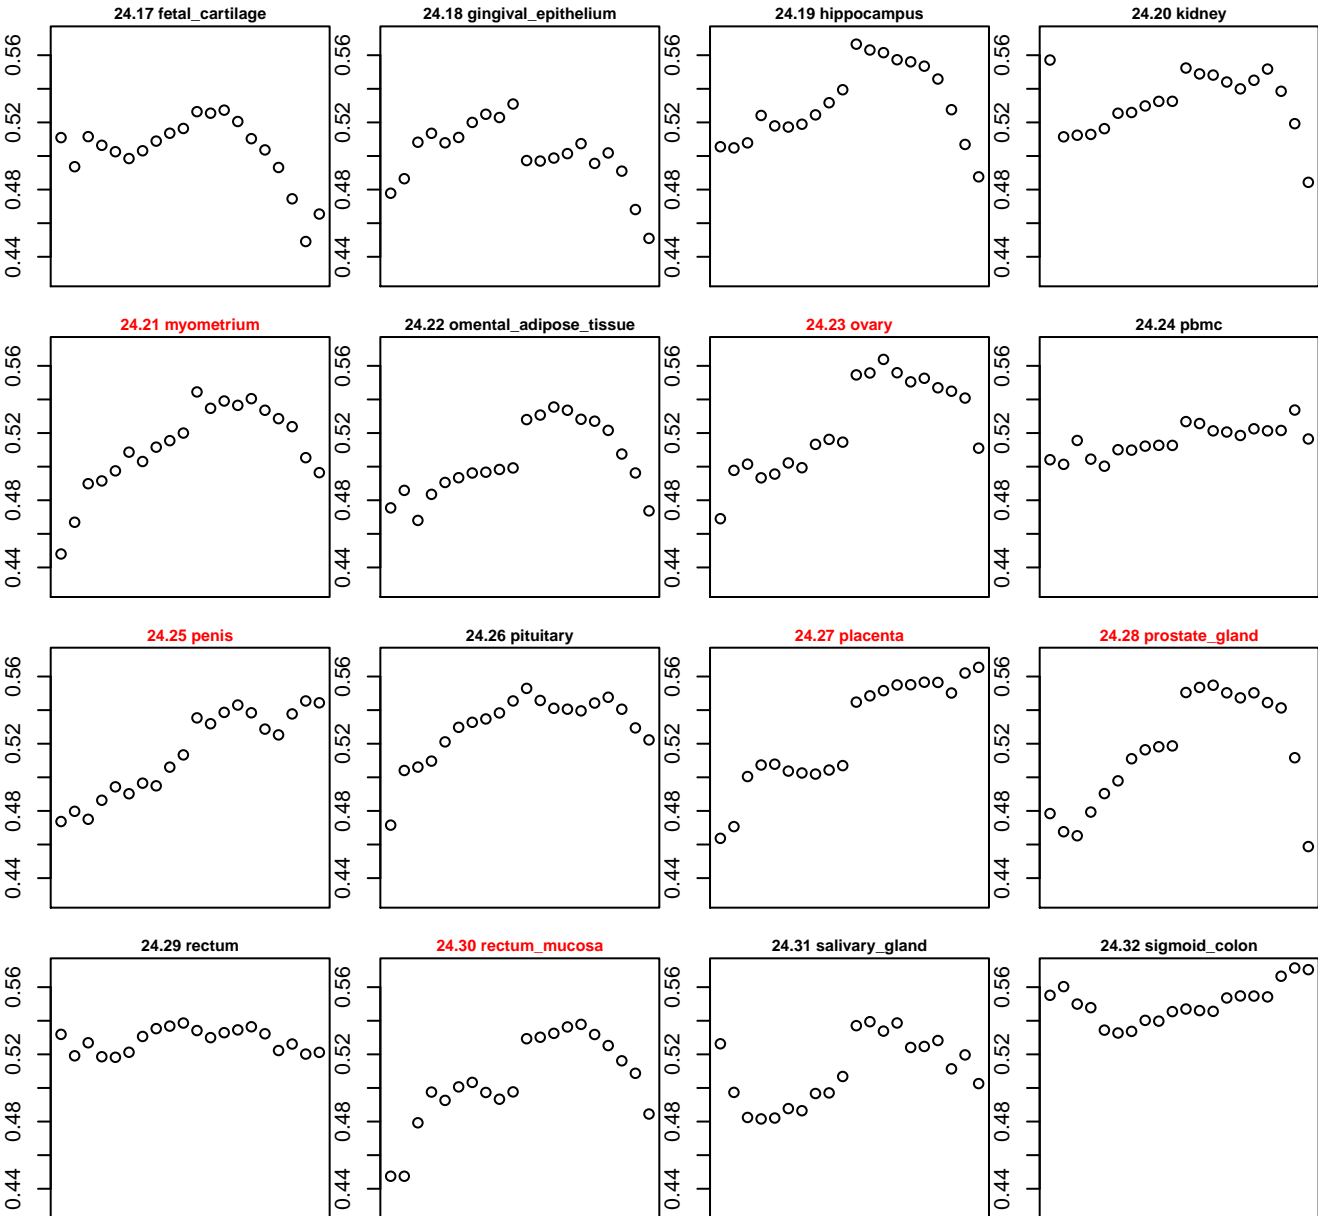 24.17 fetal_cartilage 24.18 gingival_epithelium 24.19 hippocampus 24.20 kidney
0.56 0.56 0.56 0.56
0.52 0.52 0.52 0.52
0.48 0.48 0.48 0.48
0.44 0.44 0.44 0.44
24.21 myometrium 24.22 omental_adipose_tissue 24.23 ovary 24.24 pbmc
0.56 0.56 0.56 0.56
0.52 0.52 0.52 0.52
0.48 0.48 0.48 0.48
0.44 0.44 0.44 0.44
24.25 penis 24.26 pituitary 24.27 placenta 24.28 prostate_gland
0.56 0.56 0.56 0.56
0.52 0.52 0.52 0.52
0.48 0.48 0.48 0.48
0.44 0.44 0.44 0.44
24.29 rectum 24.30 rectum_mucosa 24.31 salivary_gland 24.32 sigmoid_colon
0.56 0.56 0.56 0.56
0.52 0.52 0.52 0.52
0.48 0.48 0.48 0.48
0.44 0.44 0.44 0.44